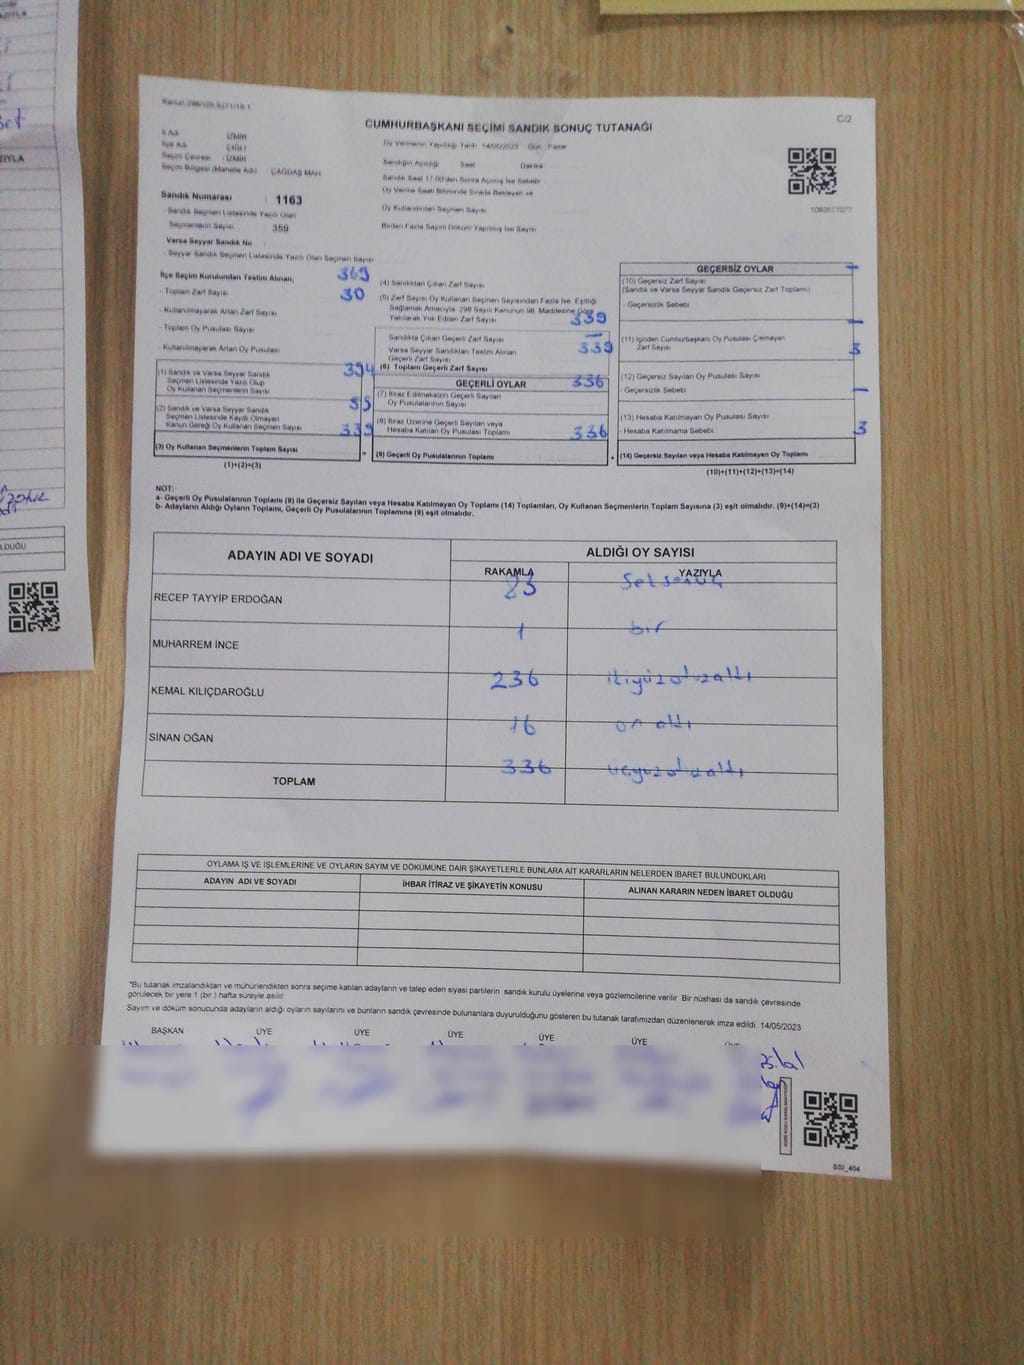 Kanun 298/109,6271/18-1
C/2
CUMHURBAŞKANI SEÇİMİ SANDIK SONUÇ TUTANAĞI
İl Adı İZMİR
İlçe Adı ÇİĞLİ
Seçim Çevresi : İZMİR
Seçim Bölgesi (Mahalle Adı) ÇAĞDAŞ MAH
Oy Vermenin Yapıldığı Tarih 14/05/2023 Gün Pazar
Sandığın Açıldığı Saat Dakika
Sandık Saat 17.00'den Sonra Açılmış İse Sebebi
Oy Verme Saati Bitiminde Sırada Bekleyen ve
Oy Kullandırılan Seçmen Sayısı
Birden Fazla Sayım Döküm Yapılmış İse Sayısı
Sandık Numarası : 1163
Sandık Seçmen Listesinde Yazılı Olan
Seçmenlerin Sayısı 359
Varsa Seyyar Sandık No
Seyyar Sandık Seçmen Listesinde Yazılı Olan Seçmen Sayısı
İlçe Seçim Kurulundan Teslim Alınan; 369
- Toplam Zarf Sayısı 30
- Kullanılmayarak Artan Zarf Sayısı
- Toplam Oy Pusulası Sayısı
- Kullanılmayarak Artan Oy Pusulası
(1) Sandık ve Varsa Seyyar Sandık
Seçmen Listesinde Yazılı Olup
Oy Kullanan Seçmenlerin Sayısı
(2) Sandık ve Varsa Seyyar Sandık
Seçmen Listesinde Kayıtlı Olmayan
Kanun Gereği Oy Kullanan Seçmen Sayısı 339
(3) Oy Kullanan Seçmenlerin Toplam Sayısı
(1)+(2)=(3)
(4) Sandıktan Çıkan Zarf Sayısı
(5) Zarf Sayısı Oy Kullanan Seçmen Sayısından Fazla İse, Eşitliği
Sağlamak Amacıyla, 298 Sayılı Kanunun 98. Maddesine Göre
Yakılarak Yok Edilen Zarf Sayısı 339
Sandıkta Çıkan Geçerli Zarf Sayısı —
Varsa Seyyar Sandıktan Teslim Alınan 339
Geçerli Zarf Sayısı
(6) Toplam Geçerli Zarf Sayısı
GEÇERLİ OYLAR 336
(7) İtiraz Edilmeksizin Geçerli Sayılan
Oy Pusulalarının Sayısı
(8) İtiraz Üzerine Geçerli Sayılan veya
Hesaba Katılan Oy Pusulası Toplamı 336
(9) Geçerli Oy Pusulalarının Toplamı
GEÇERSİZ OYLAR —
(10) Geçersiz Zarf Sayısı
(Sandık ve Varsa Seyyar Sandık Geçersiz Zarf Toplamı)
- Geçersizlik Sebebi
—
(11) İçinden Cumhurbaşkanı Oy Pusulası Çıkmayan
Zarf Sayısı 3
(12) Geçersiz Sayılan Oy Pusulası Sayısı
Geçersizlik Sebebi —
(13) Hesaba Katılmayan Oy Pusulası Sayısı
- Hesaba Katılmama Sebebi 3
(14) Geçersiz Sayılan veya Hesaba Katılmayan Oy Toplamı
(10)+(11)+(12)+(13)=(14)
NOT:
a- Geçerli Oy Pusulalarının Toplamı (9) ile Geçersiz Sayılan veya Hesaba Katılmayan Oy Toplamı (14) Toplamları, Oy Kullanan Seçmenlerin Toplam Sayısına (3) eşit olmalıdır. (9)+(14)=(3)
b- Adayların Aldığı Oyların Toplamı, Geçerli Oy Pusulalarının Toplamına (9) eşit olmalıdır.
ADAYIN ADI VE SOYADI
ALDIĞI OY SAYISI
RAKAMLA YAZIYLA
RECEP TAYYİP ERDOĞAN
1 bir
MUHARREM İNCE
236 ikiyüzotuzaltı
KEMAL KILIÇDAROĞLU
16 on altı
SİNAN OĞAN
336 üçyüzotuzaltı
TOPLAM
OYLAMA İŞ VE İŞLEMLERİNE VE OYLARIN SAYIM VE DÖKÜMÜNE DAİR ŞİKAYETLERLE BUNLARA AİT KARARLARIN NELERDEN İBARET BULUNDUKLARI
ADAYIN ADI VE SOYADI İHBAR İTİRAZ VE ŞİKAYETİN KONUSU ALINAN KARARIN NEDEN İBARET OLDUĞU
*Bu tutanak imzalandıktan ve mühürlendikten sonra seçime katılan adayların ve talep eden siyasi partilerin sandık kurulu üyelerine veya gözlemcilerine verilir. Bir nüshası da sandık çevresinde
görülecek bir yere 1 (bir ) hafta süreyle asılır.
Sayım ve döküm sonucunda adayların aldığı oyların sayılarını ve bunların sandık çevresinde bulunanlara duyurulduğunu gösteren bu tutanak tarafımızdan düzenlenerek imza edildi. 14/05/2023
BAŞKAN ÜYE ÜYE ÜYE ÜYE ÜYE
SSI_404